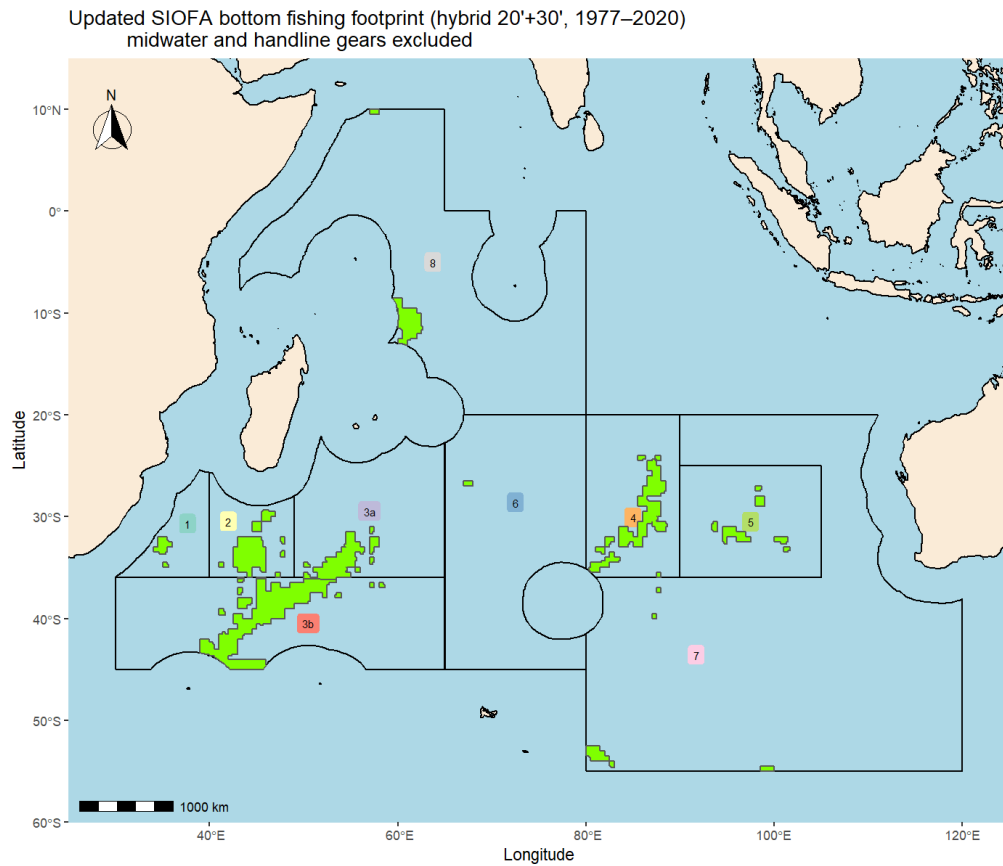 Updated SIOFA bottom fishing footprint (hybrid 20'+30', 1977–2020)
midwater and handline gears excluded
N
10°N
0°
10°S
20°S
30°S
40°S
50°S
60°S
Latitude
8
6
3a
1
2
4
5
3b
7
1000 km
40°E
60°E
80°E
100°E
120°E
Longitude